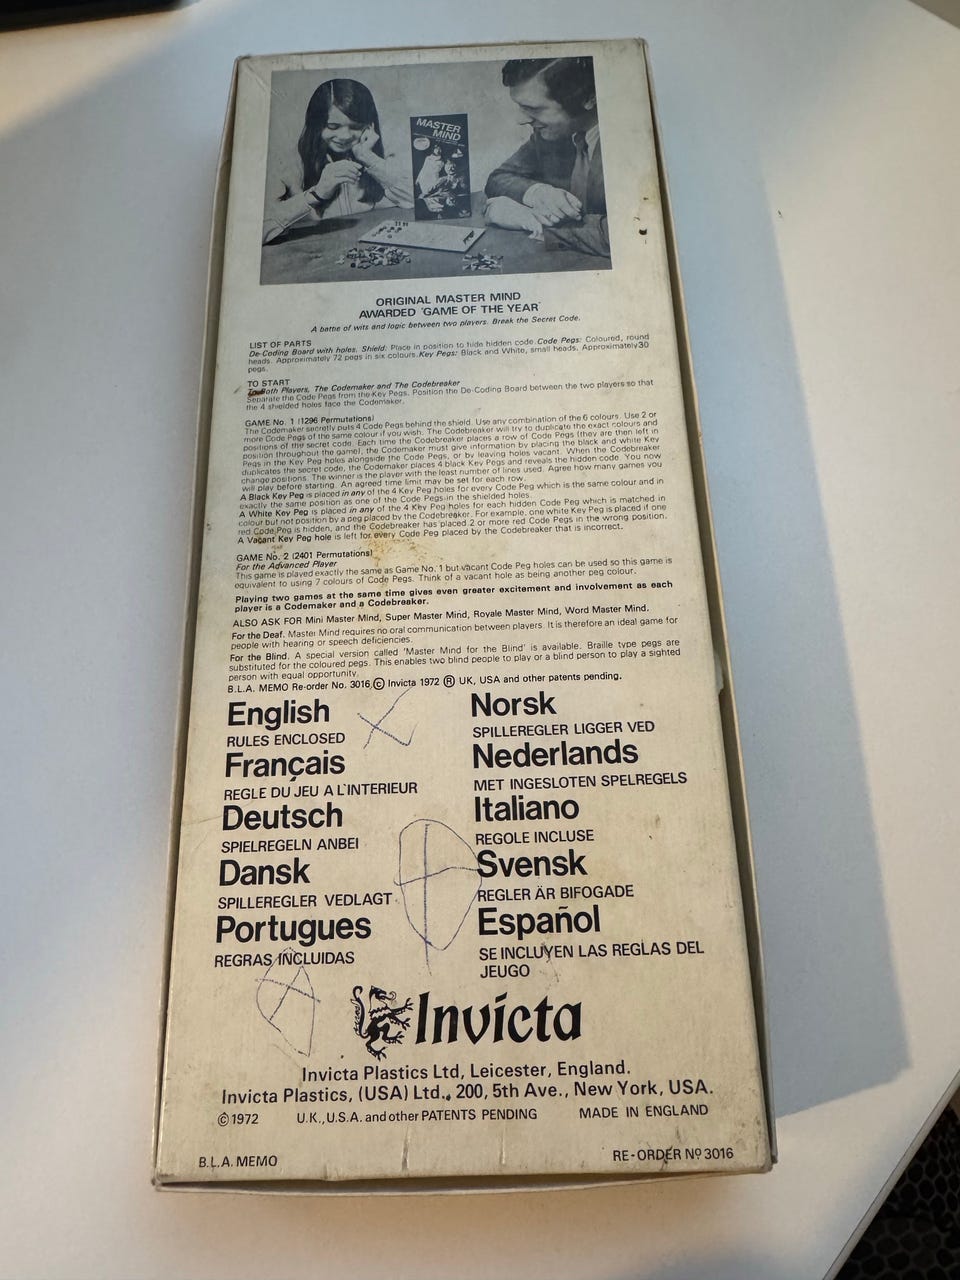 MASTER
MIND
ORIGINAL MASTER MIND
AWARDED 'GAME OF THE YEAR'
A battle of wits and logic between two players. Break the Secret Code.
LIST OF PARTS
De-Coding Board with holes. Shield: Place in position to hide hidden code. Code Pegs: Coloured, round
heads. Approximately 72 pegs in six colours. Key Pegs: Black and White, small heads. Approximately 30
pegs.
TO START
To Both Players, The Codemaker and The Codebreaker
Separate the Code Pegs from the Key Pegs. Position the De-Coding Board between the two players so that
the 4 shielded holes face the Codemaker.
GAME No. 1 (1296 Permutations)
The Codemaker secretly puts 4 Code Pegs behind the shield. Use any combination of the 6 colours. Use 2 or
more Code Pegs of the same colour if you wish. The Codebreaker will try to duplicate the exact colours and
positions of the secret code. Each time the Codebreaker places a row of Code Pegs (they are then left in
position throughout the game), the Codemaker must give information by placing the black and white Key
Pegs in the Key Peg holes alongside the Code Pegs, or by leaving holes vacant. When the Codebreaker
duplicates the secret code, the Codemaker places 4 black Key Pegs and reveals the hidden code. You now
change positions. The winner is the player with the least number of lines used. Agree how many games you
will play before starting. An agreed time limit may be set for each row.
A Black Key Peg is placed in any of the 4 Key Peg holes for every Code Peg which is the same colour and in
exactly the same position as one of the Code Pegs in the shielded holes.
A White Key Peg is placed in any of the 4 Key Peg holes for each hidden Code Peg which is matched in
colour but not position by a peg placed by the Codebreaker. For example, one white Key Peg is placed if one
red Code Peg is hidden, and the Codebreaker has placed 2 or more red Code Pegs in the wrong position.
A Vacant Key Peg hole is left for every Code Peg placed by the Codebreaker that is incorrect.
GAME No. 2 (2401 Permutations)
For the Advanced Player
This game is played exactly the same as Game No. 1 but vacant Code Peg holes can be used so this game is
equivalent to using 7 colours of Code Pegs. Think of a vacant hole as being another peg colour.
Playing two games at the same time gives even greater excitement and involvement as each
player is a Codemaker and a Codebreaker.
ALSO ASK FOR Mini Master Mind, Super Master Mind, Royale Master Mind, Word Master Mind.
For the Deaf. Master Mind requires no oral communication between players. It is therefore an ideal game for
people with hearing or speech deficiencies.
For the Blind. A special version called 'Master Mind for the Blind' is available. Braille type pegs are
substituted for the coloured pegs. This enables two blind people to play or a blind person to play a sighted
person with equal opportunity.
B.L.A. MEMO Re-order No. 3016 © Invicta 1972 ® UK, USA and other patents pending.
English
RULES ENCLOSED
Français
REGLE DU JEU A L'INTERIEUR
Deutsch
SPIELREGELN ANBEI
Dansk
SPILLEREGLER VEDLAGT
Portugues
REGRAS INCLUIDAS
Norsk
SPILLEREGLER LIGGER VED
Nederlands
MET INGESLOTEN SPELREGELS
Italiano
REGOLE INCLUSE
Svensk
REGLER ÄR BIFOGADE
Español
SE INCLUYEN LAS REGLAS DEL
JEUGO
Invicta
Invicta Plastics Ltd, Leicester, England.
Invicta Plastics, (USA) Ltd., 200, 5th Ave., New York, USA.
© 1972 U.K., U.S.A. and other PATENTS PENDING MADE IN ENGLAND
B.L.A. MEMO RE-ORDER Nº 3016